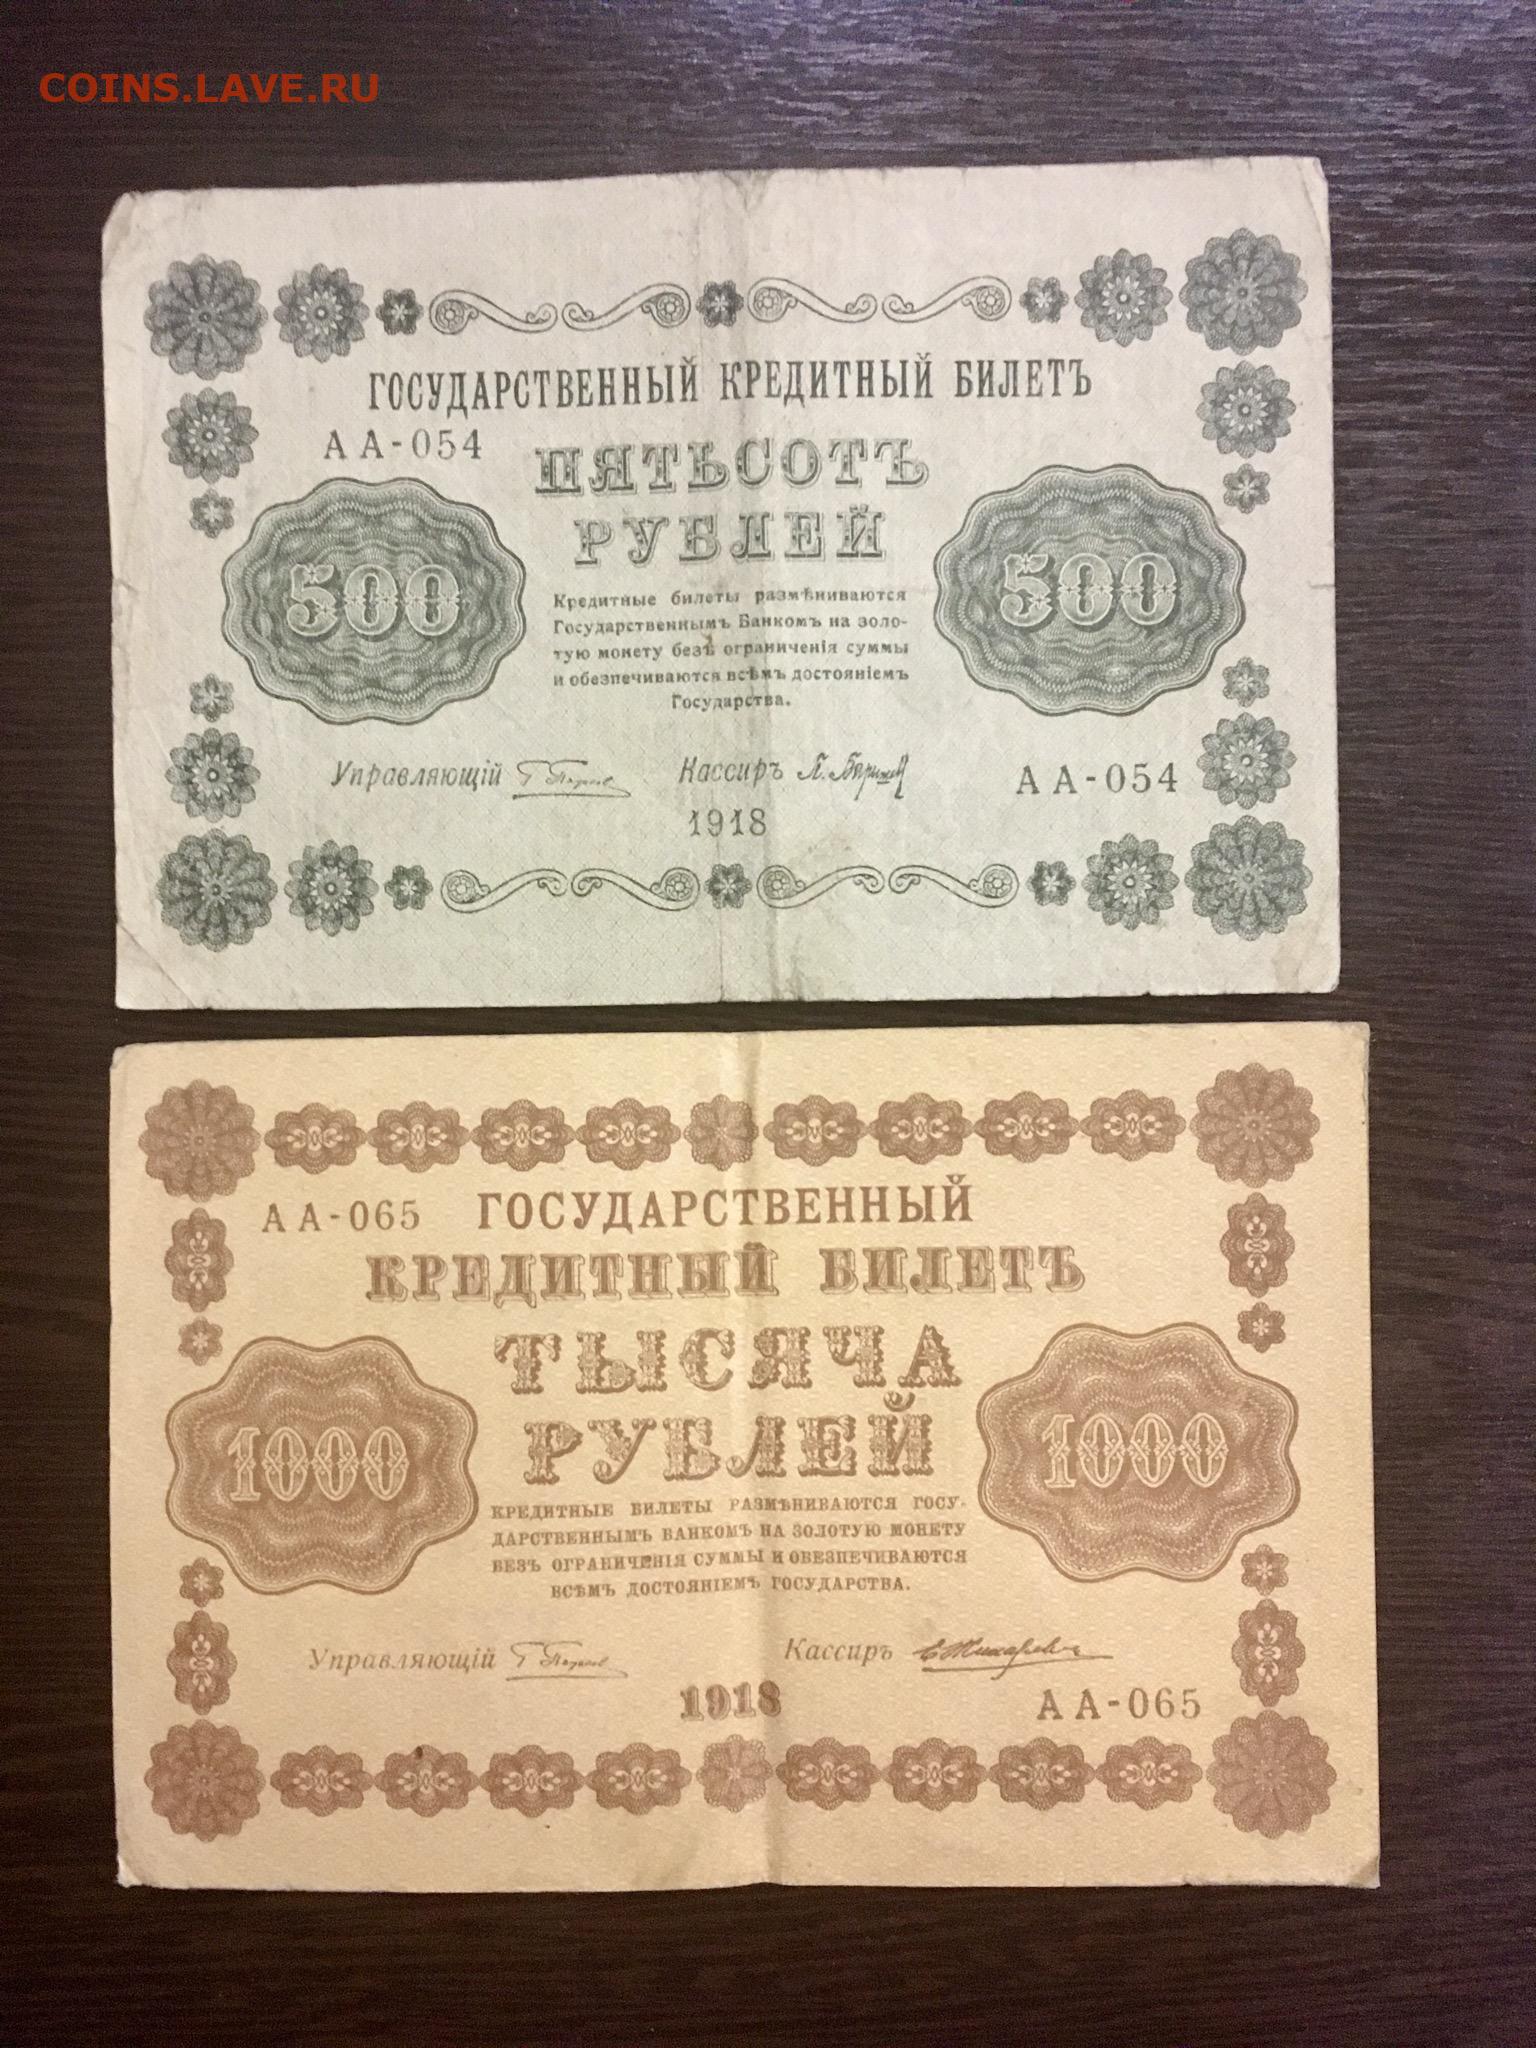 COINS.LAVE.RU
ГОСУДАРСТВЕННЫЙ КРЕДИТНЫЙ БИЛЕТЪ
АА-054
ПЯТЬСОТЪ
РУБЛЕЙ
500
500
Кредитные билеты размѣниваются
Государственнымъ Банкомъ на золо-
тую монету безъ ограниченія суммы
и обезпечиваются всѣмъ достояніемъ
Государства.
Управляющій
Кассиръ
АА-054
1918
АА-065
ГОСУДАРСТВЕННЫЙ
КРЕДИТНЫЙ БИЛЕТЪ
ТЫСЯЧА
РУБЛЕЙ
1000
1000
КРЕДИТНЫЕ БИЛЕТЫ РАЗМѢНИВАЮТСЯ ГОСУ-
ДАРСТВЕННЫМЪ БАНКОМЪ НА ЗОЛОТУЮ МОНЕТУ
БЕЗЪ ОГРАНИЧЕНІЯ СУММЫ И ОБЕЗПЕЧИВАЮТСЯ
ВСѢМЪ ДОСТОЯНІЕМЪ ГОСУДАРСТВА.
Управляющій
Кассиръ
1918
АА-065